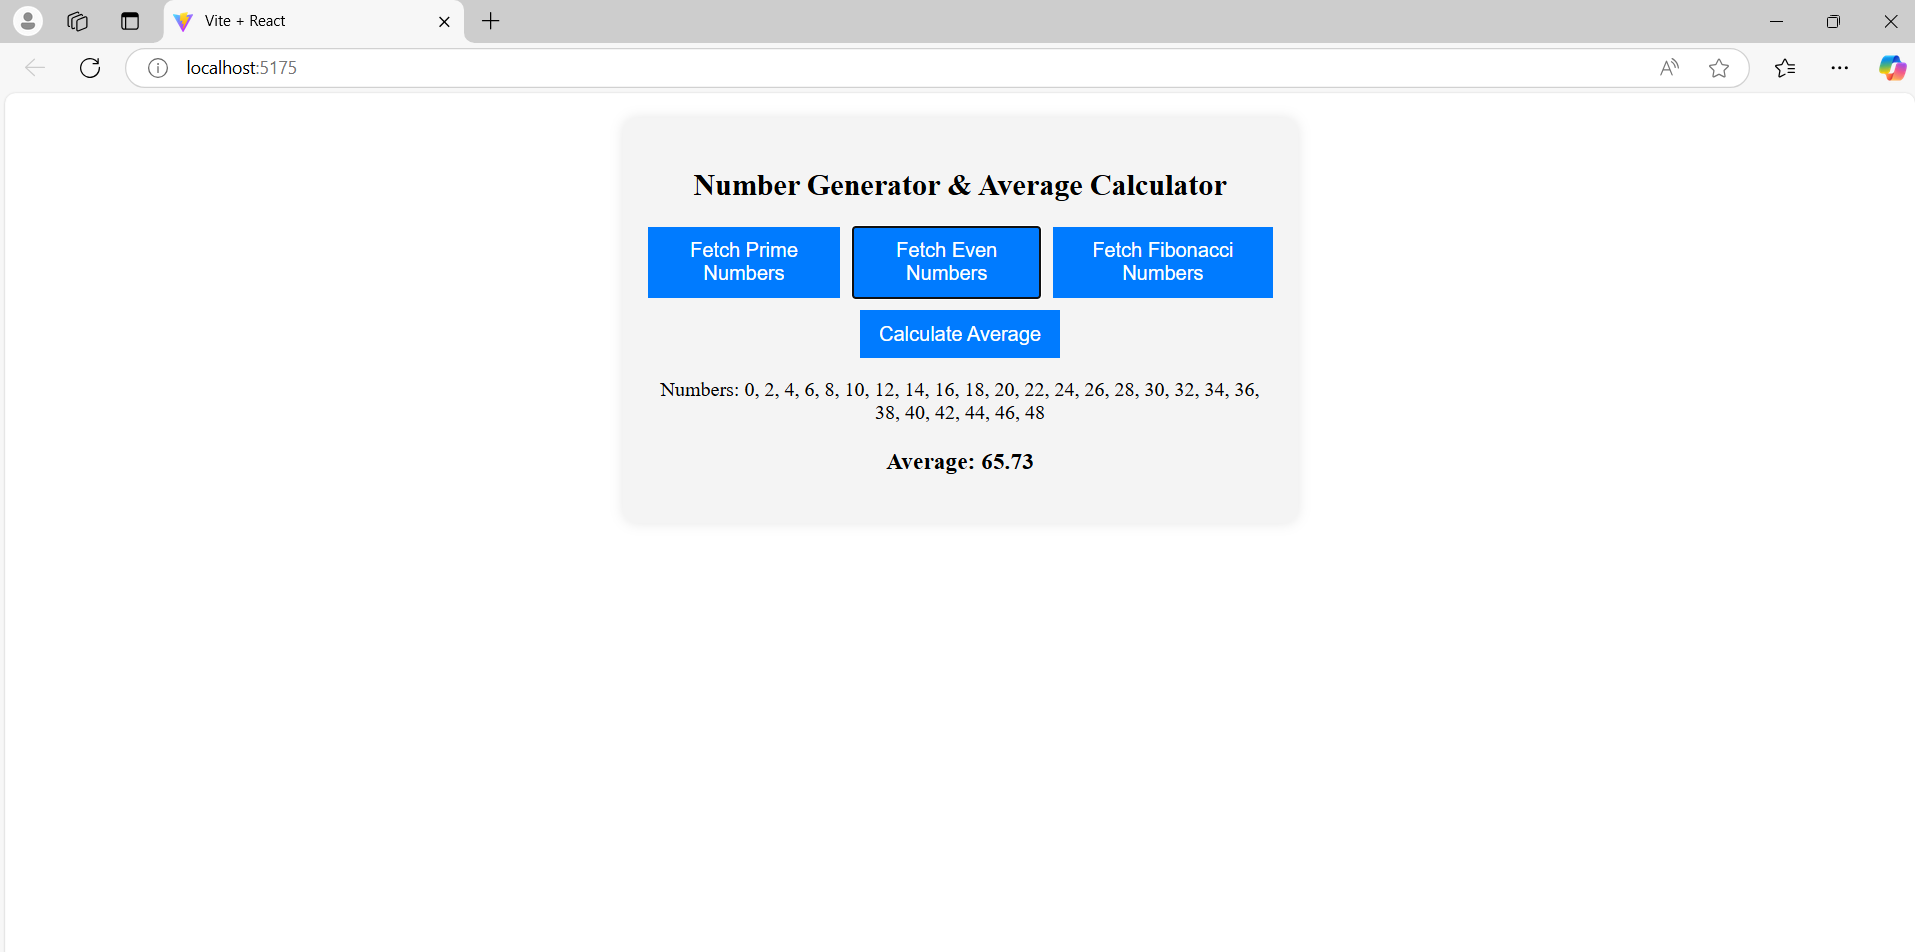 Vite + React
localhost:5175
Number Generator & Average Calculator
Fetch Prime
Numbers
Fetch Even
Numbers
Fetch Fibonacci
Numbers
Calculate Average
Numbers: 0, 2, 4, 6, 8, 10, 12, 14, 16, 18, 20, 22, 24, 26, 28, 30, 32, 34, 36,
38, 40, 42, 44, 46, 48
Average: 65.73